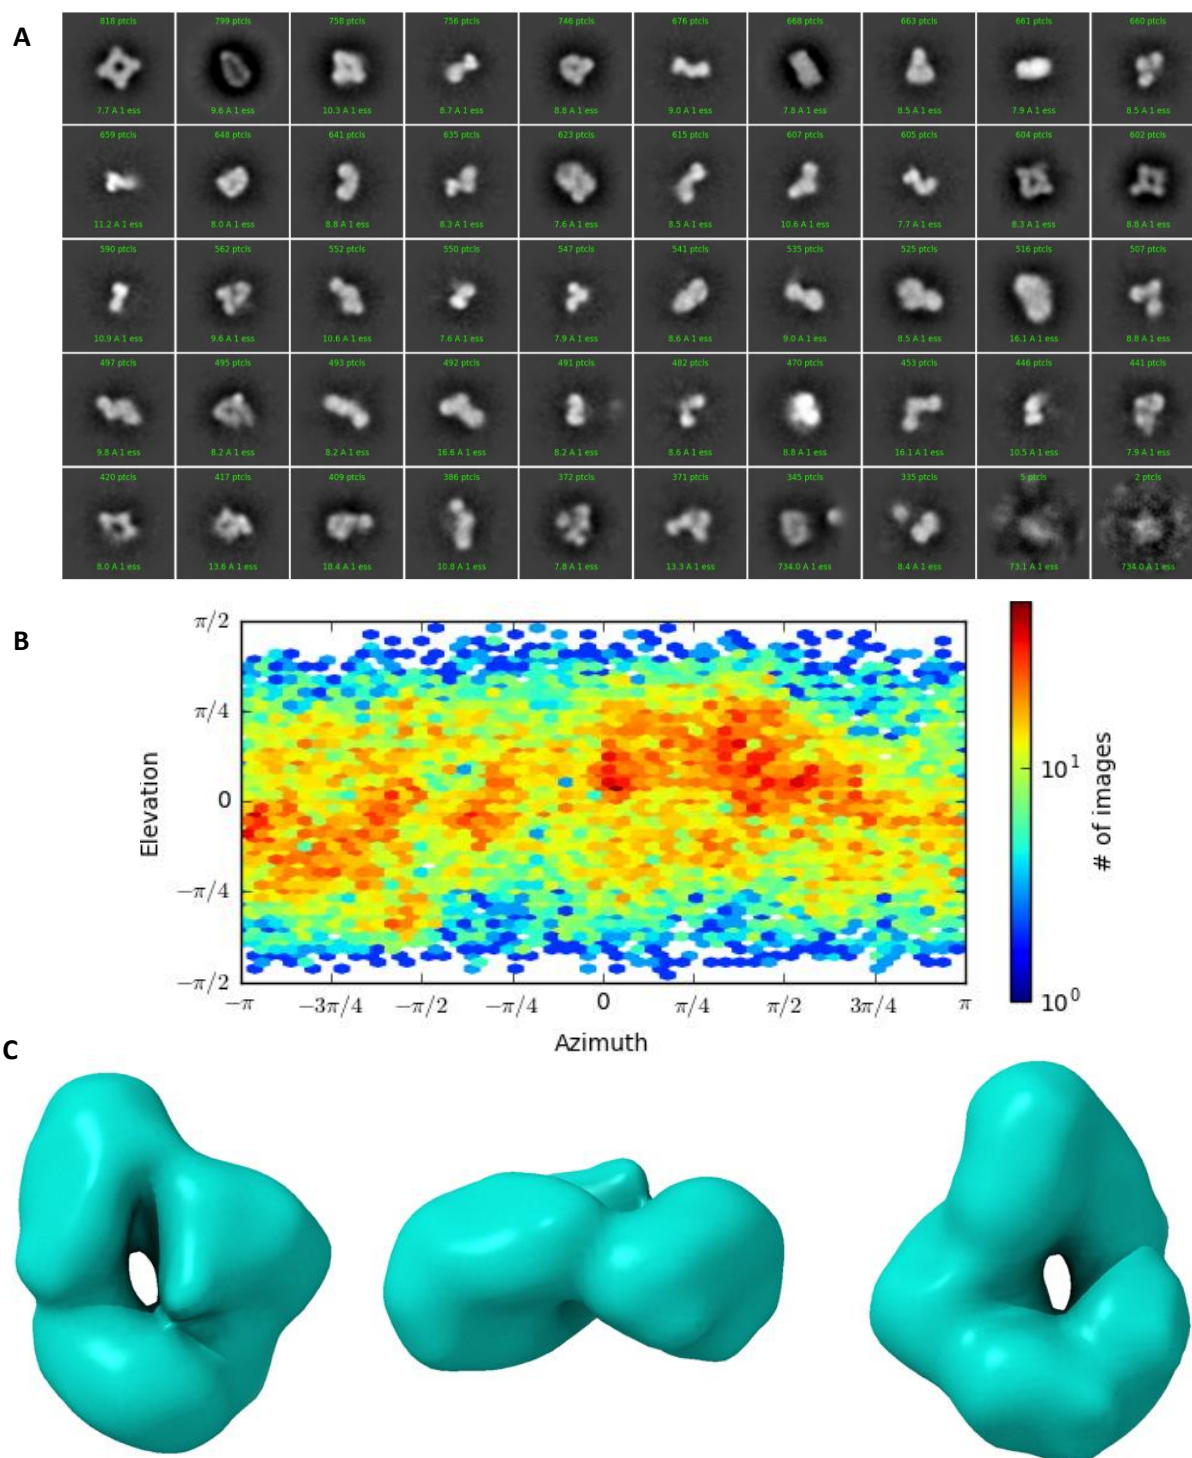 A
818 ptcls 799 ptcls 758 ptcls 756 ptcls 746 ptcls 676 ptcls 668 ptcls 663 ptcls 661 ptcls 660 ptcls
7.7 A 1 ess 9.6 A 1 ess 10.3 A 1 ess 8.7 A 1 ess 8.8 A 1 ess 9.0 A 1 ess 7.8 A 1 ess 8.5 A 1 ess 7.9 A 1 ess 8.5 A 1 ess
659 ptcls 648 ptcls 641 ptcls 635 ptcls 623 ptcls 615 ptcls 607 ptcls 605 ptcls 604 ptcls 602 ptcls
11.2 A 1 ess 8.0 A 1 ess 8.8 A 1 ess 8.3 A 1 ess 7.6 A 1 ess 8.5 A 1 ess 10.6 A 1 ess 7.7 A 1 ess 8.3 A 1 ess 8.8 A 1 ess
590 ptcls 562 ptcls 552 ptcls 550 ptcls 547 ptcls 541 ptcls 535 ptcls 525 ptcls 516 ptcls 507 ptcls
10.9 A 1 ess 9.6 A 1 ess 10.6 A 1 ess 7.6 A 1 ess 7.9 A 1 ess 8.6 A 1 ess 9.0 A 1 ess 8.5 A 1 ess 16.1 A 1 ess 8.8 A 1 ess
497 ptcls 495 ptcls 493 ptcls 492 ptcls 491 ptcls 482 ptcls 470 ptcls 453 ptcls 446 ptcls 441 ptcls
9.8 A 1 ess 8.2 A 1 ess 8.2 A 1 ess 16.6 A 1 ess 8.2 A 1 ess 8.6 A 1 ess 8.8 A 1 ess 16.1 A 1 ess 10.5 A 1 ess 7.9 A 1 ess
420 ptcls 417 ptcls 409 ptcls 386 ptcls 372 ptcls 371 ptcls 345 ptcls 335 ptcls 5 ptcls 2 ptcls
8.0 A 1 ess 13.6 A 1 ess 18.4 A 1 ess 10.8 A 1 ess 7.8 A 1 ess 13.3 A 1 ess 734.0 A 1 ess 8.4 A 1 ess 73.1 A 1 ess 734.0 A 1 ess
B
π/2
π/4
0
−π/4
−π/2
Elevation
−π −3π/4 −π/2 −π/4 0 π/4 π/2 3π/4 π
Azimuth
10¹
10⁰
# of images
C